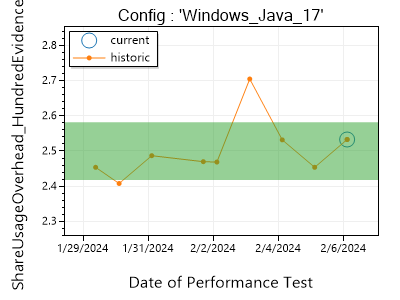 Config : 'Windows_Java_17'
ShareUsageOverhead_HundredEvidence
current
historic
2.8
2.7
2.6
2.5
2.4
2.3
1/29/2024 1/31/2024 2/2/2024 2/4/2024 2/6/2024
Date of Performance Test